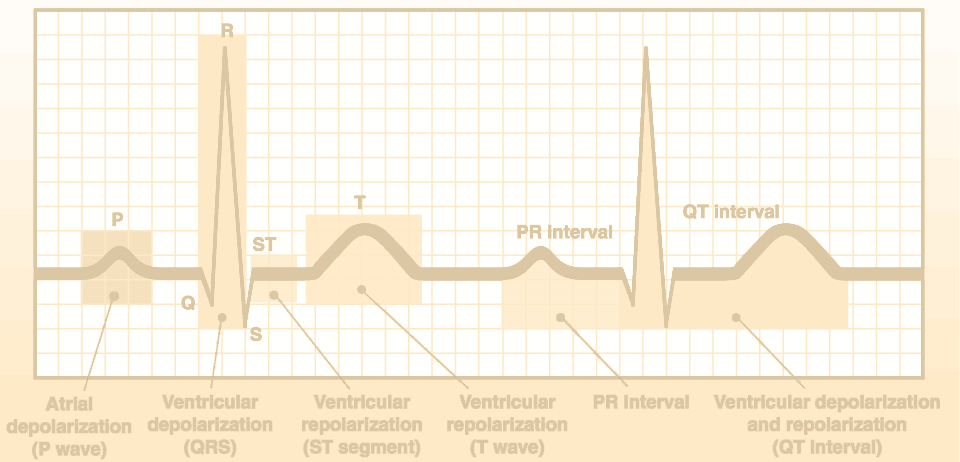 R
P
T
ST
PR interval
QT interval
Q
S
Atrial
depolarization
(P wave)
Ventricular
depolarization
(QRS)
Ventricular
repolarization
(ST segment)
Ventricular
repolarization
(T wave)
PR interval
Ventricular depolarization
and repolarization
(QT Interval)